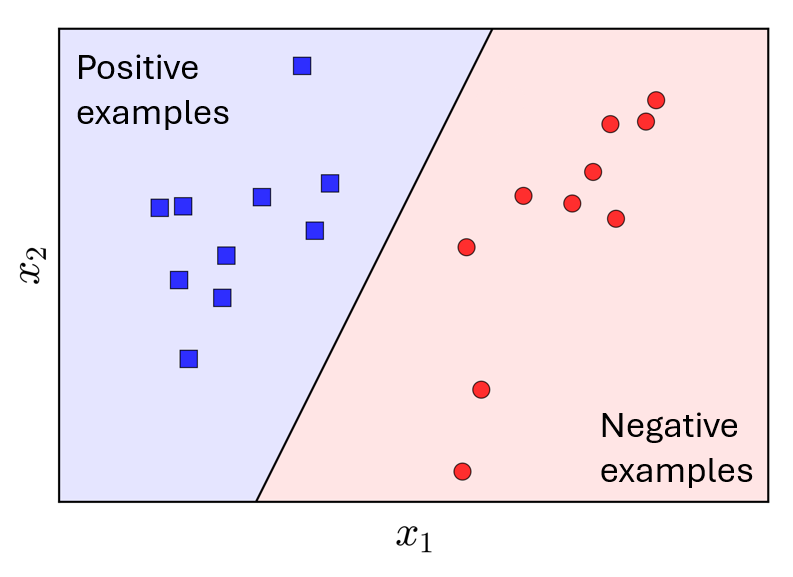 Positive
examples
x₂
Negative
examples
x₁